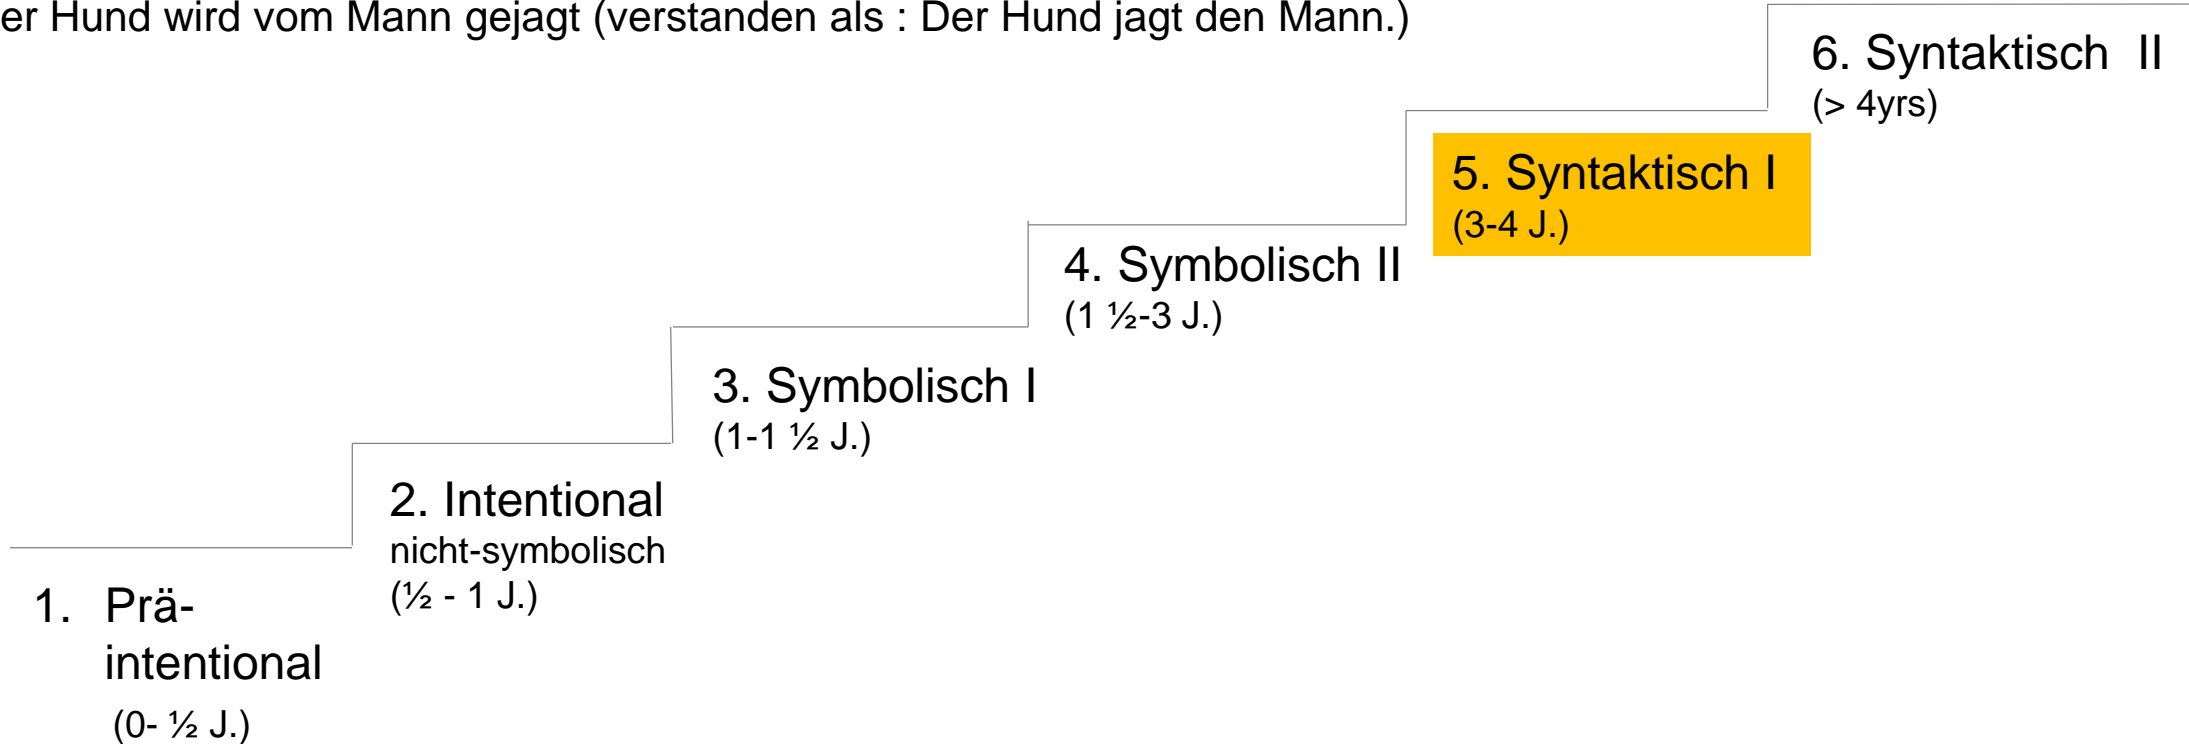 er Hund wird vom Mann gejagt (verstanden als : Der Hund jagt den Mann.)
6. Syntaktisch II
(> 4yrs)
5. Syntaktisch I
(3-4 J.)
4. Symbolisch II
(1 ½-3 J.)
3. Symbolisch I
(1-1 ½ J.)
2. Intentional
nicht-symbolisch
(½ - 1 J.)
1. Prä-
intentional
(0- ½ J.)